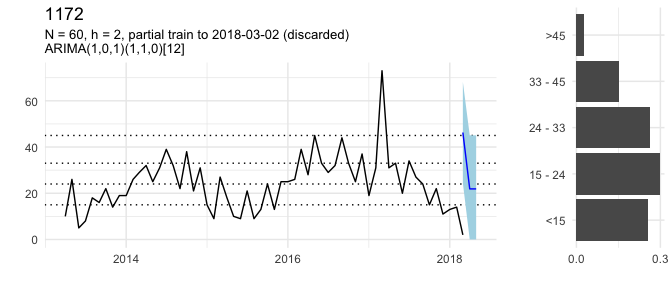 1172
N = 60, h = 2, partial train to 2018-03-02 (discarded)
ARIMA(1,0,1)(1,1,0)[12]
60
40
20
0
2014
2016
2018
>45
33 - 45
24 - 33
15 - 24
<15
0.0
0.3